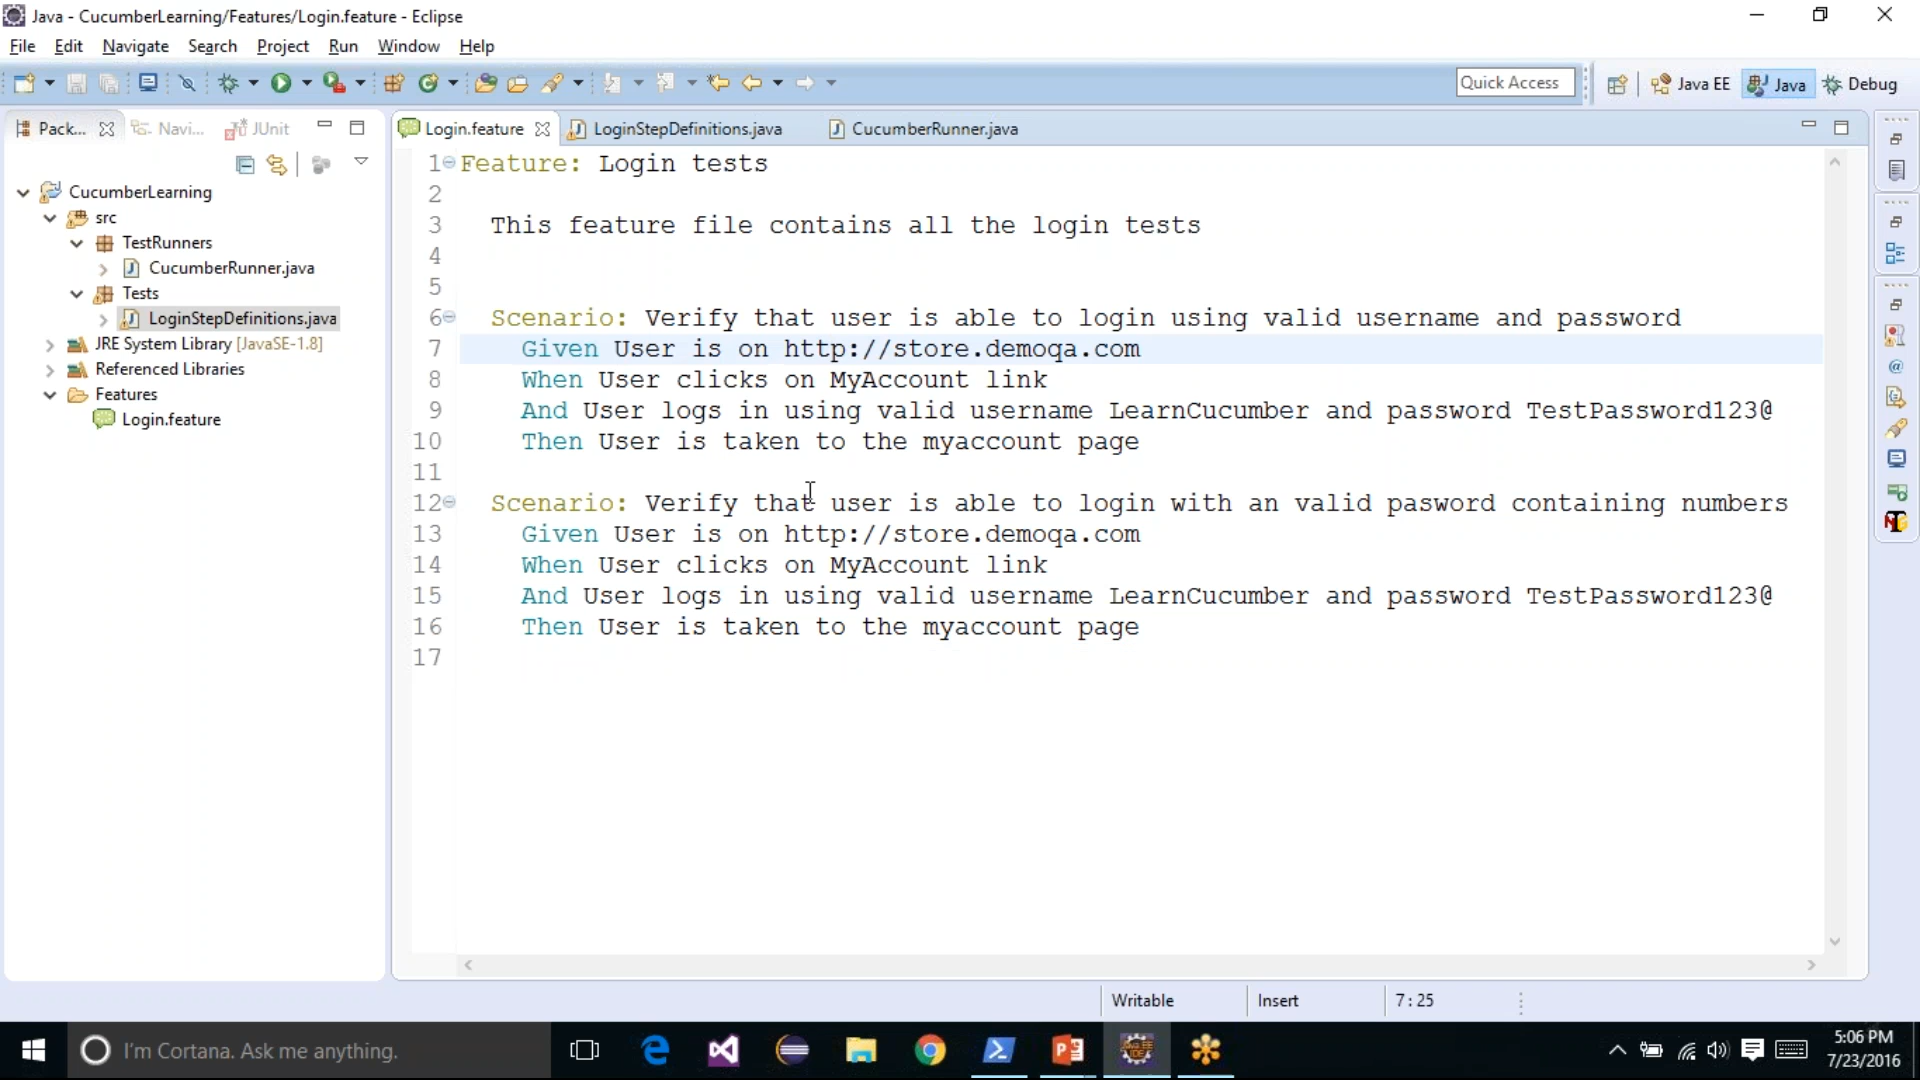 Java - CucumberLearning/Features/Login.feature - Eclipse
File Edit Navigate Search Project Run Window Help
Quick Access Java EE Java Debug
Pack... Navi... JUnit
Login.feature LoginStepDefinitions.java CucumberRunner.java
CucumberLearning
src
TestRunners
CucumberRunner.java
Tests
LoginStepDefinitions.java
JRE System Library [JavaSE-1.8]
Referenced Libraries
Features
Login.feature
1 Feature: Login tests
2
3 This feature file contains all the login tests
4
5
6 Scenario: Verify that user is able to login using valid username and password
7 Given User is on http://store.demoqa.com
8 When User clicks on MyAccount link
9 And User logs in using valid username LearnCucumber and password TestPassword123@
10 Then User is taken to the myaccount page
11
12 Scenario: Verify that user is able to login with an valid pasword containing numbers
13 Given User is on http://store.demoqa.com
14 When User clicks on MyAccount link
15 And User logs in using valid username LearnCucumber and password TestPassword123@
16 Then User is taken to the myaccount page
17
Writable Insert 7 : 25
I'm Cortana. Ask me anything.
5:06 PM
7/23/2016